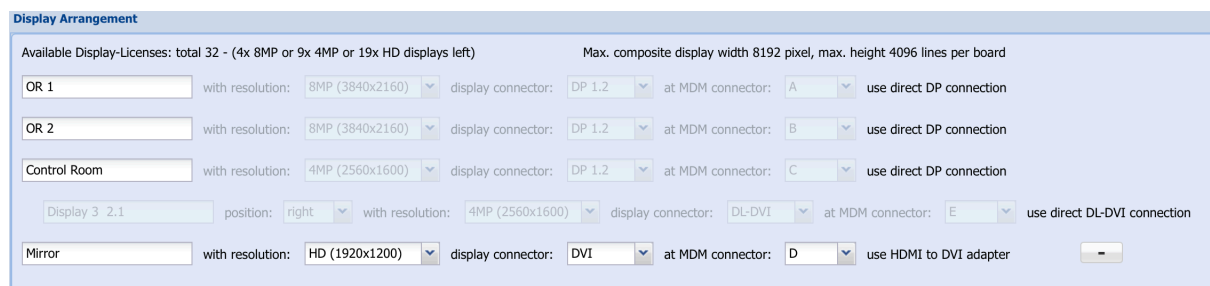 Display Arrangement
Available Display-Licenses: total 32 - (4x 8MP or 9x 4MP or 19x HD displays left) Max. composite display width 8192 pixel, max. height 4096 lines per board
OR 1 with resolution: 8MP (3840x2160) display connector: DP 1.2 at MDM connector: A use direct DP connection
OR 2 with resolution: 8MP (3840x2160) display connector: DP 1.2 at MDM connector: B use direct DP connection
Control Room with resolution: 4MP (2560x1600) display connector: DP 1.2 at MDM connector: C use direct DP connection
Display 3 2.1 position: right with resolution: 4MP (2560x1600) display connector: DL-DVI at MDM connector: E use direct DL-DVI connection
Mirror with resolution: HD (1920x1200) display connector: DVI at MDM connector: D use HDMI to DVI adapter -